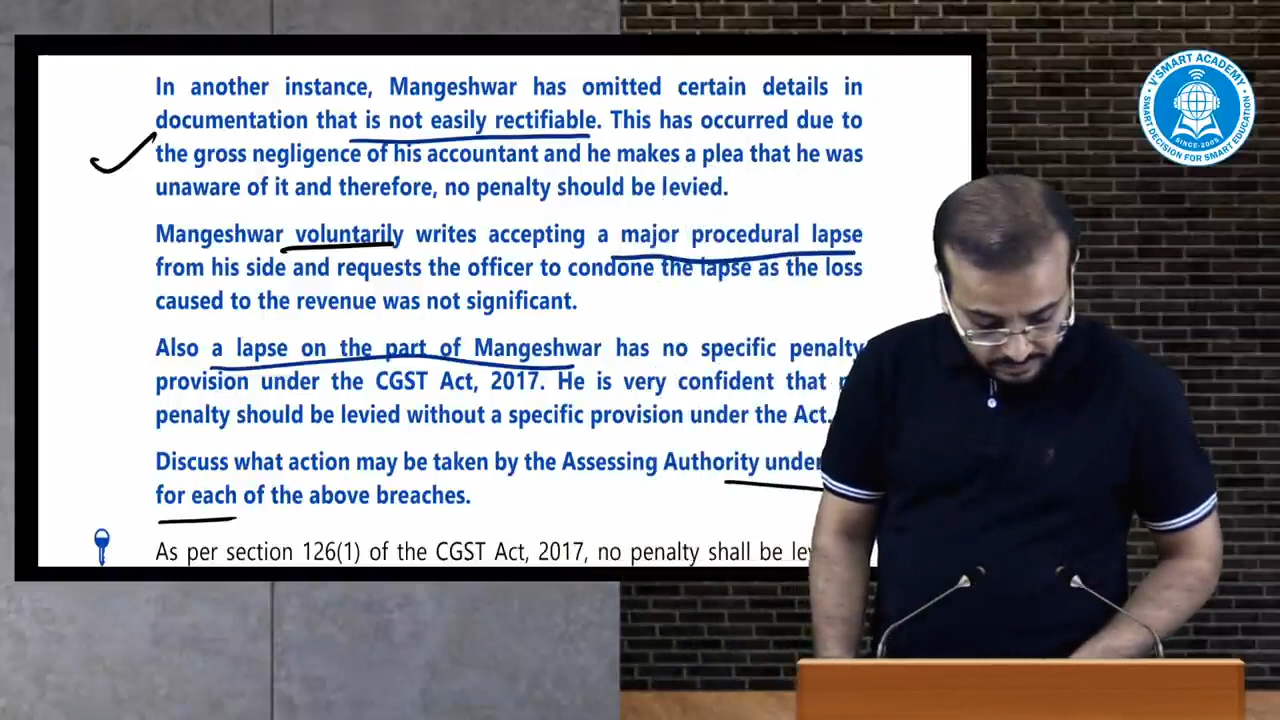 In another instance, Mangeshwar has omitted certain details in
documentation that is not easily rectifiable. This has occurred due to
the gross negligence of his accountant and he makes a plea that he was
unaware of it and therefore, no penalty should be levied.
Mangeshwar voluntarily writes accepting a major procedural lapse
from his side and requests the officer to condone the lapse as the loss
caused to the revenue was not significant.
Also a lapse on the part of Mangeshwar has no specific penalty
provision under the CGST Act, 2017. He is very confident that
penalty should be levied without a specific provision under the Act.
Discuss what action may be taken by the Assessing Authority under
for each of the above breaches.
As per section 126(1) of the CGST Act, 2017, no penalty shall be
V'SMART ACADEMY
SMART DECISION FOR SMART EDUCATION